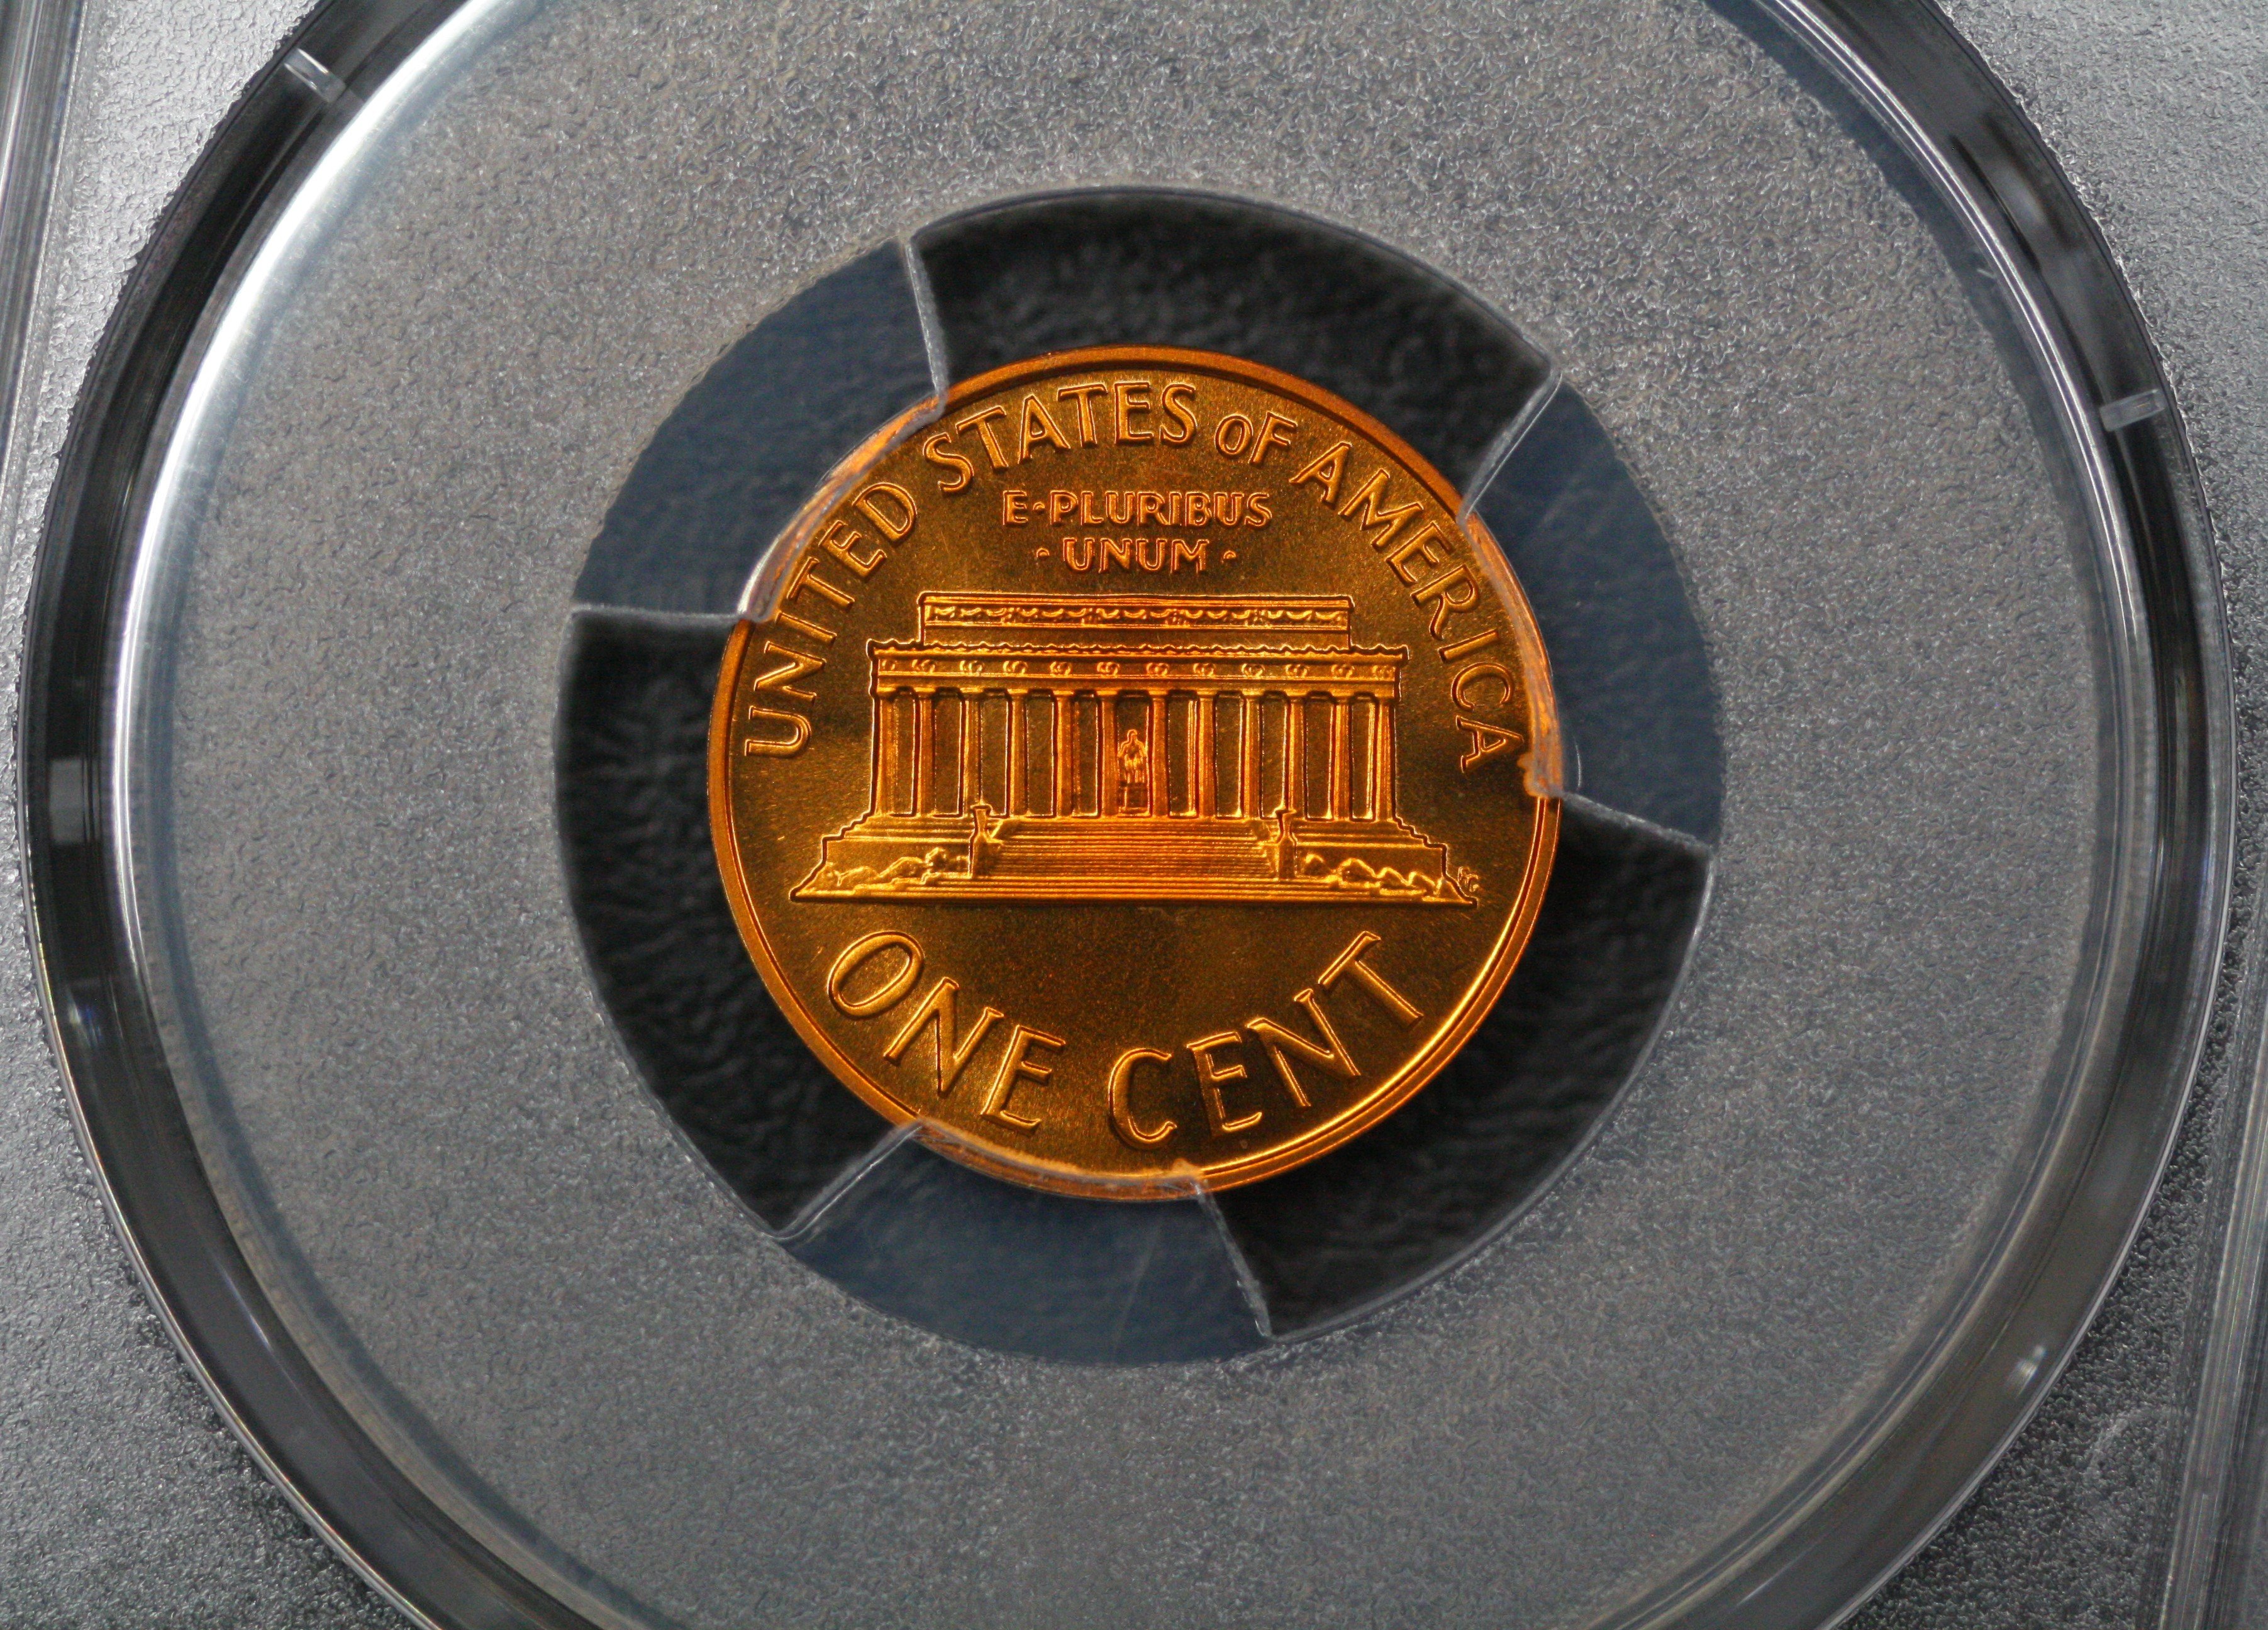 UNITED STATES OF AMERICA
E·PLURIBUS
·UNUM·
ONE CENT